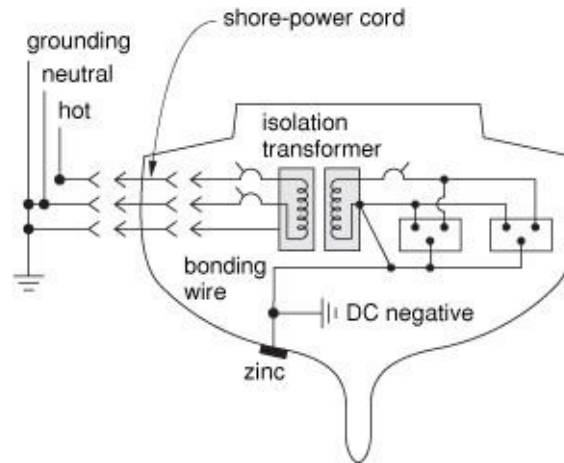 shore-power cord
grounding
neutral
hot
isolation
transformer
bonding
wire
DC negative
zinc